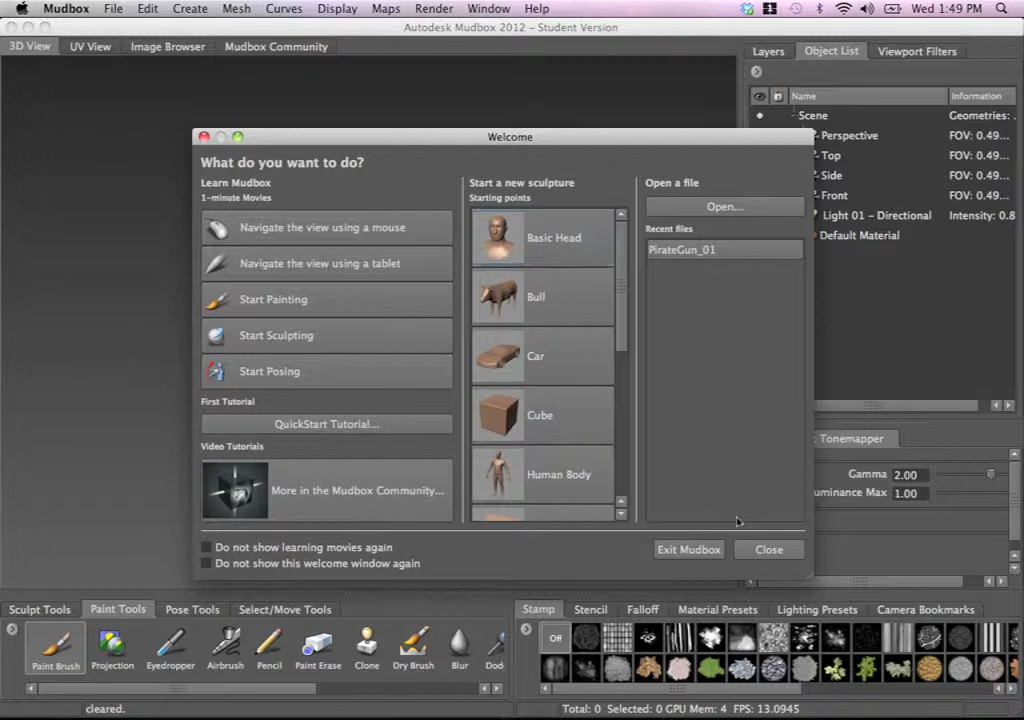 Mudbox File Edit Create Mesh Curves Display Maps Render Window Help Wed 1:49 PM
Autodesk Mudbox 2012 – Student Version
3D View UV View Image Browser Mudbox Community
Layers Object List Viewport Filters
Name Information
Scene Geometries:
Perspective FOV: 0.49...
Top FOV: 0.49...
Side FOV: 0.49...
Front FOV: 0.49...
Light 01 – Directional Intensity: 0.8
Default Material
Welcome
What do you want to do?
Learn Mudbox
1-minute Movies
Navigate the view using a mouse
Navigate the view using a tablet
Start Painting
Start Sculpting
Start Posing
First Tutorial
QuickStart Tutorial...
Video Tutorials
More in the Mudbox Community...
Start a new sculpture
Starting points
Basic Head
Bull
Car
Cube
Human Body
Open a file
Open...
Recent files
PirateGun_01
Do not show learning movies again
Do not show this welcome window again
Exit Mudbox Close
Tonemapper
Gamma 2.00
uminance Max 1.00
Sculpt Tools Paint Tools Pose Tools Select/Move Tools
Paint Brush Projection Eyedropper Airbrush Pencil Paint Erase Clone Dry Brush Blur Dod
Stamp Stencil Falloff Material Presets Lighting Presets Camera Bookmarks
Off
cleared.
Total: 0 Selected: 0 GPU Mem: 4 FPS: 13.0945